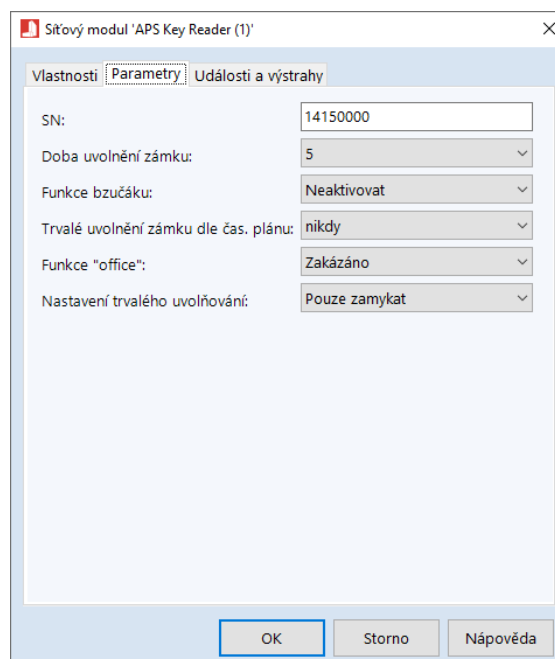 Síťový modul 'APS Key Reader (1)'
Vlastnosti Parametry Události a výstrahy
SN: 14150000
Doba uvolnění zámku: 5
Funkce bzučáku: Neaktivovat
Trvalé uvolnění zámku dle čas. plánu: nikdy
Funkce "office": Zakázáno
Nastavení trvalého uvolňování: Pouze zamykat
OK Storno Nápověda